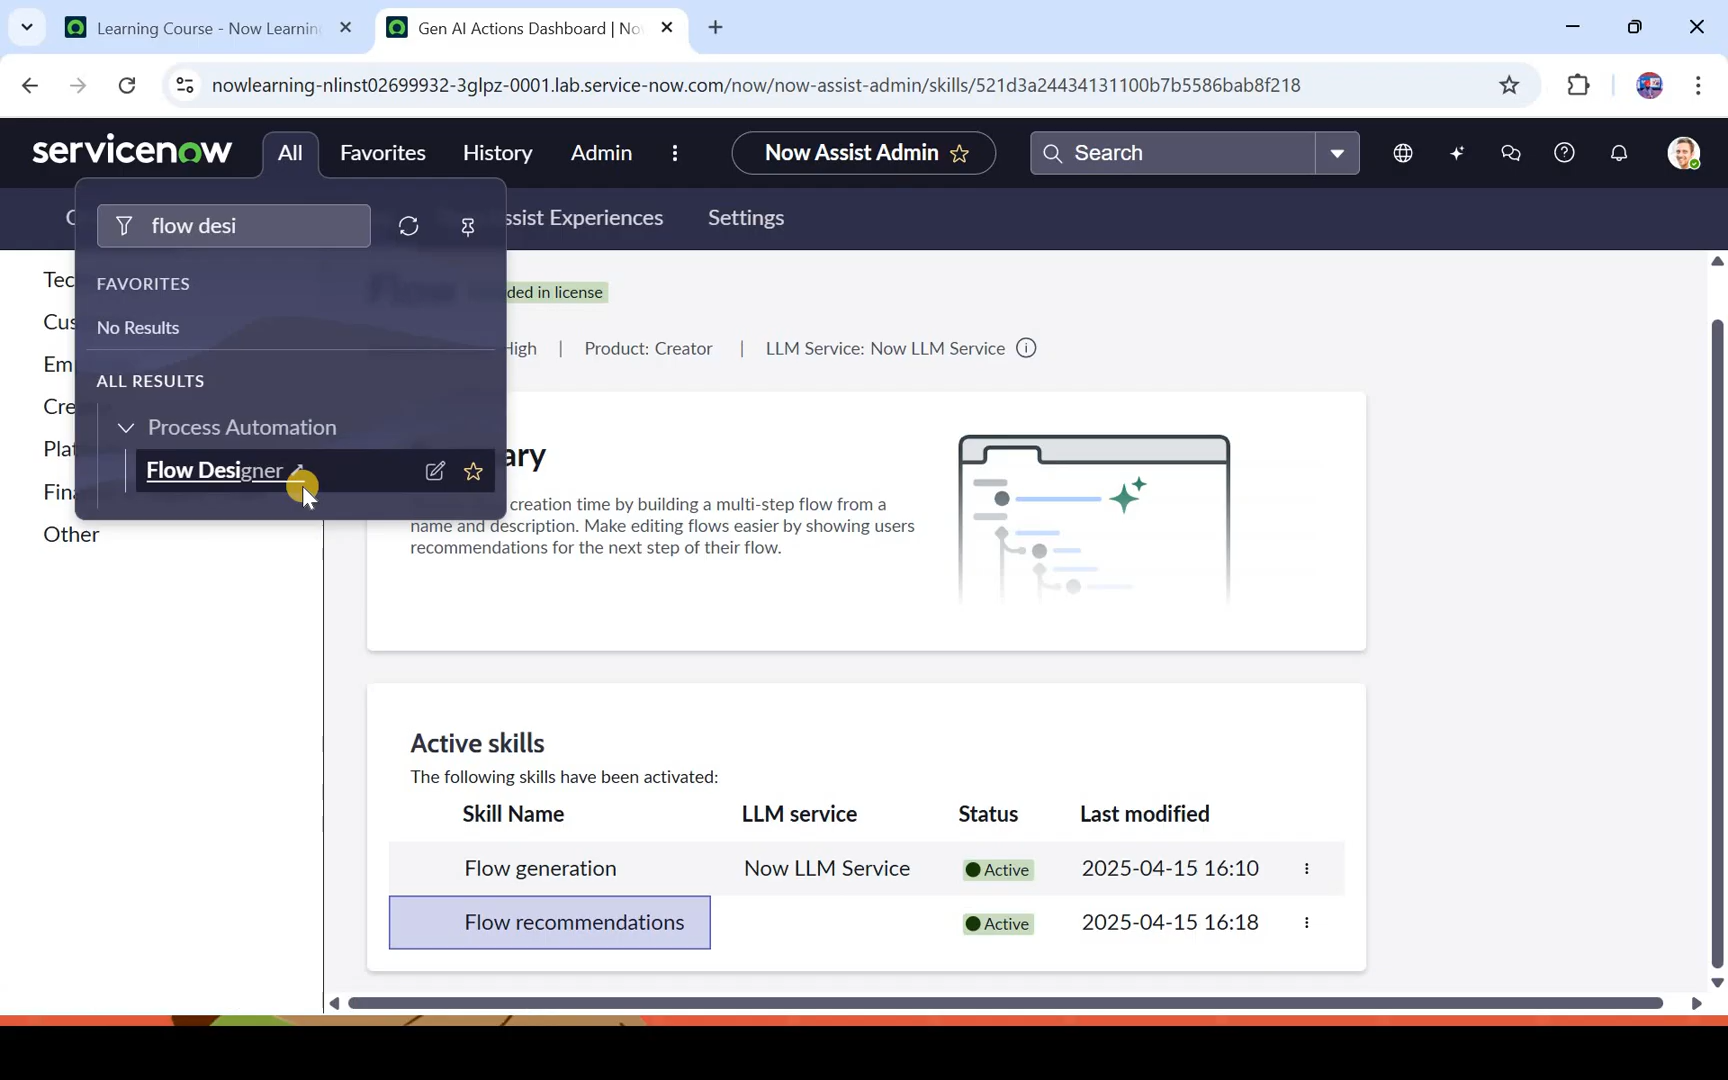 Learning Course - Now Learnin
Gen AI Actions Dashboard | No
nowlearning-nlinst02699932-3glpz-0001.lab.service-now.com/now/now-assist-admin/skills/521d3a24434131100b7b5586bab8f218
servicenow
All
Favorites
History
Admin
Now Assist Admin
Search
flow desi
ssist Experiences
Settings
FAVORITES
No Results
ALL RESULTS
Process Automation
Flow Designer
Tec
Cus
Em
Cre
Plat
Fina
Other
Flow
ded in license
High | Product: Creator | LLM Service: Now LLM Service
ary
creation time by building a multi-step flow from a
name and description. Make editing flows easier by showing users
recommendations for the next step of their flow.
Active skills
The following skills have been activated:
Skill Name LLM service Status Last modified
Flow generation Now LLM Service Active 2025-04-15 16:10
Flow recommendations Active 2025-04-15 16:18